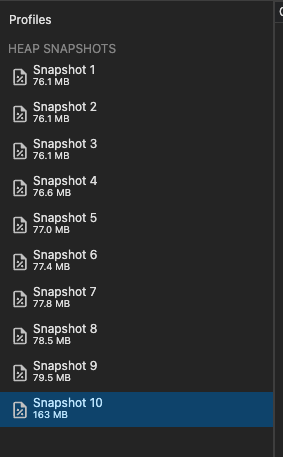 Profiles
HEAP SNAPSHOTS
Snapshot 1
76.1 MB
Snapshot 2
76.1 MB
Snapshot 3
76.1 MB
Snapshot 4
76.6 MB
Snapshot 5
77.0 MB
Snapshot 6
77.4 MB
Snapshot 7
77.8 MB
Snapshot 8
78.5 MB
Snapshot 9
79.5 MB
Snapshot 10
163 MB